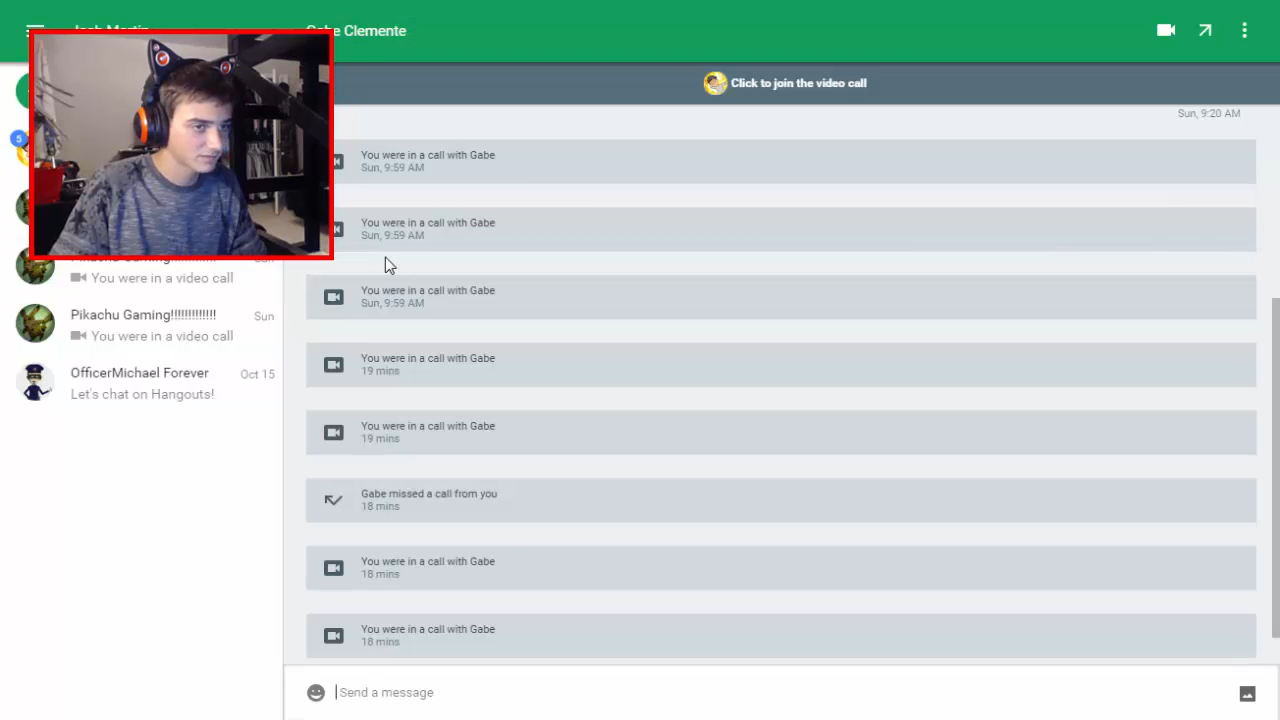 Gabe Clemente
Click to join the video call
Sun, 9:20 AM
You were in a call with Gabe
Sun, 9:59 AM
You were in a call with Gabe
Sun, 9:59 AM
You were in a call with Gabe
Sun, 9:59 AM
You were in a call with Gabe
19 mins
You were in a call with Gabe
19 mins
Gabe missed a call from you
18 mins
You were in a call with Gabe
18 mins
You were in a call with Gabe
18 mins
Send a message
5
You were in a video call
Pikachu Gaming!!!!!!!!!!!!! Sun
You were in a video call
OfficerMichael Forever Oct 15
Let's chat on Hangouts!